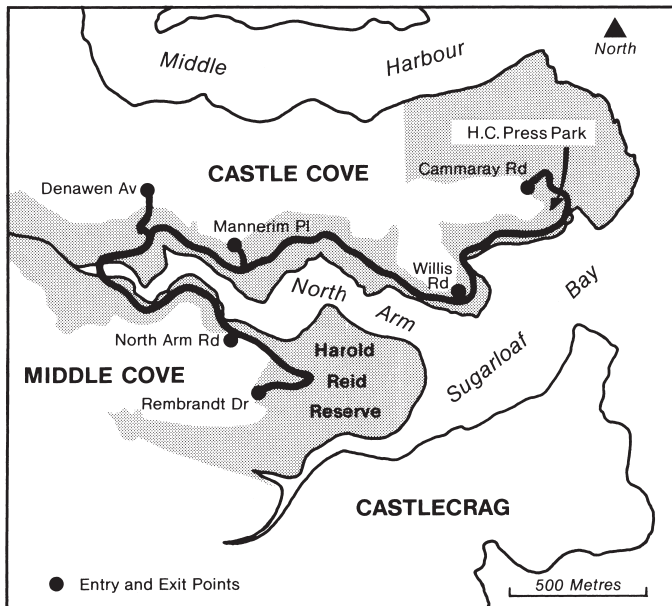 North
Middle Harbour
H.C. Press Park
CASTLE COVE
Cammaray Rd
Denawen Av
Mannerim Pl
Willis
Rd
North Arm
Bay
Sugarloaf
North Arm Rd
Harold
Reid
Reserve
MIDDLE COVE
Rembrandt Dr
CASTLECRAG
Entry and Exit Points
500 Metres